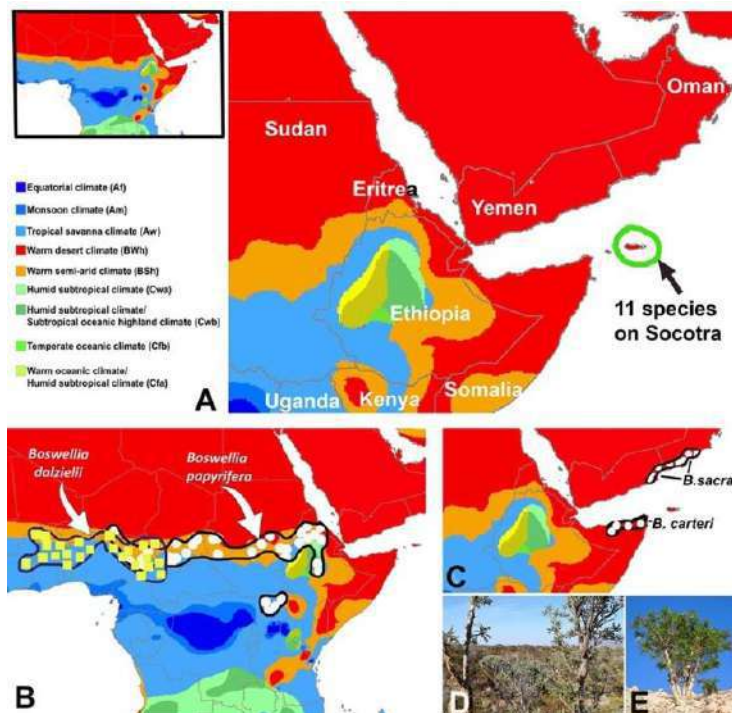 Oman
Sudan
Eritrea
Yemen
Ethiopia
11 species
on Socotra
Uganda
Kenya
Somalia
Equatorial climate (Af)
Monsoon climate (Am)
Tropical savanna climate (Aw)
Warm desert climate (BWh)
Warm semi-arid climate (BSh)
Humid subtropical climate (Cwa)
Humid subtropical climate/
Subtropical oceanic highland climate (Cwb)
Temperate oceanic climate (Cfb)
Warm oceanic climate/
Humid subtropical climate (Cfa)
A
Boswellia
dalzielli
Boswellia
papyrifera
B
B.sacra
B. carteri
C
D
E